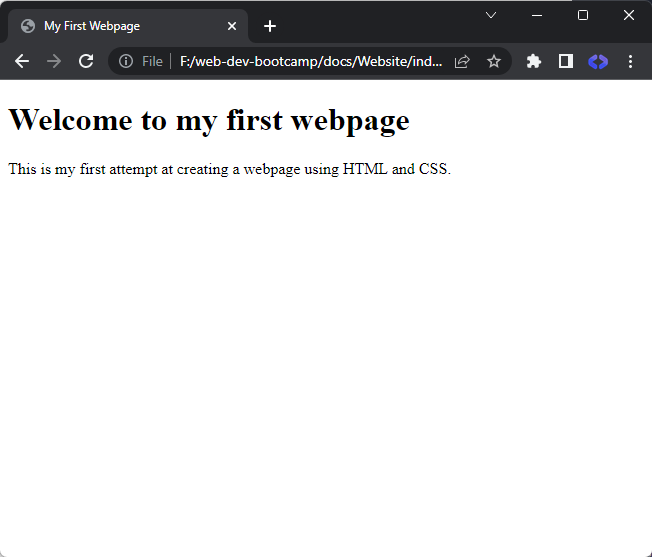 My First Webpage
File F:/web-dev-bootcamp/docs/Website/ind...
Welcome to my first webpage
This is my first attempt at creating a webpage using HTML and CSS.